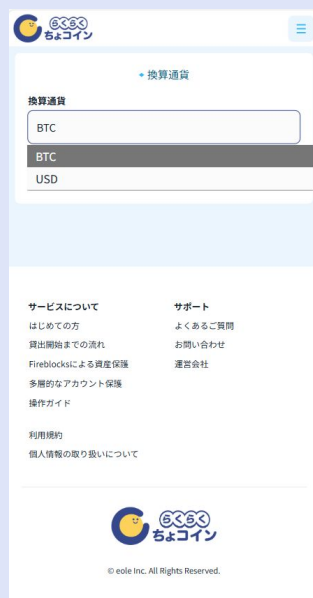 らくらく
ちょコイン
換算通貨
換算通貨
BTC
BTC
USD
サービスについて
はじめての方
貸出開始までの流れ
Fireblocksによる資産保護
多層的なアカウント保護
操作ガイド
利用規約
個人情報の取り扱いについて
サポート
よくあるご質問
お問い合わせ
運営会社
らくらく
ちょコイン
© eole Inc. All Rights Reserved.